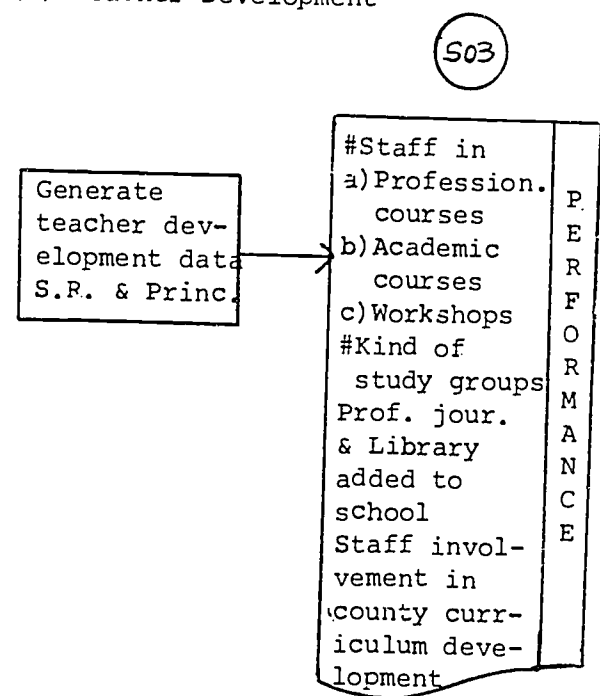 Development
S03
Generate
teacher dev-
elopment data
S.R. & Princ.
#Staff in
a)Profession.
courses
b)Academic
courses
c)Workshops
#Kind of
study groups
Prof. jour.
& Library
added to
school
Staff invol-
vement in
county curr-
iculum deve-
lopment
PERFORMANCE